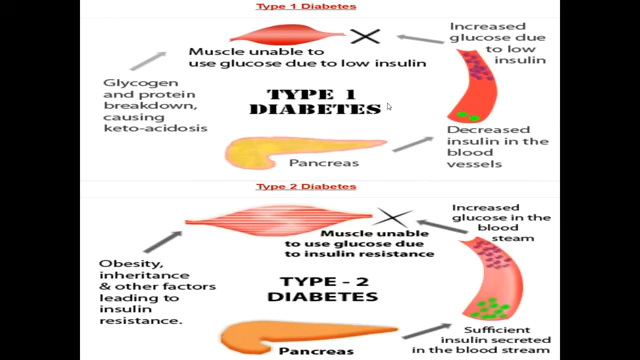 Type 1 Diabetes
Increased
glucose due
to low
insulin
Muscle unable to
use glucose due to low insulin
Glycogen
and protein
breakdown,
causing
keto-acidosis
TYPE 1
DIABETES
Decreased
insulin in the
blood
vessels
Pancreas
Type 2 Diabetes
Increased
glucose in the
blood
steam
Muscle unable
to use glucose due
to insulin resistance
Obesity,
inheritance
& other factors
leading to
insulin
resistance.
TYPE - 2
DIABETES
Sufficient
insulin secreted
in the blood stream
Pancreas